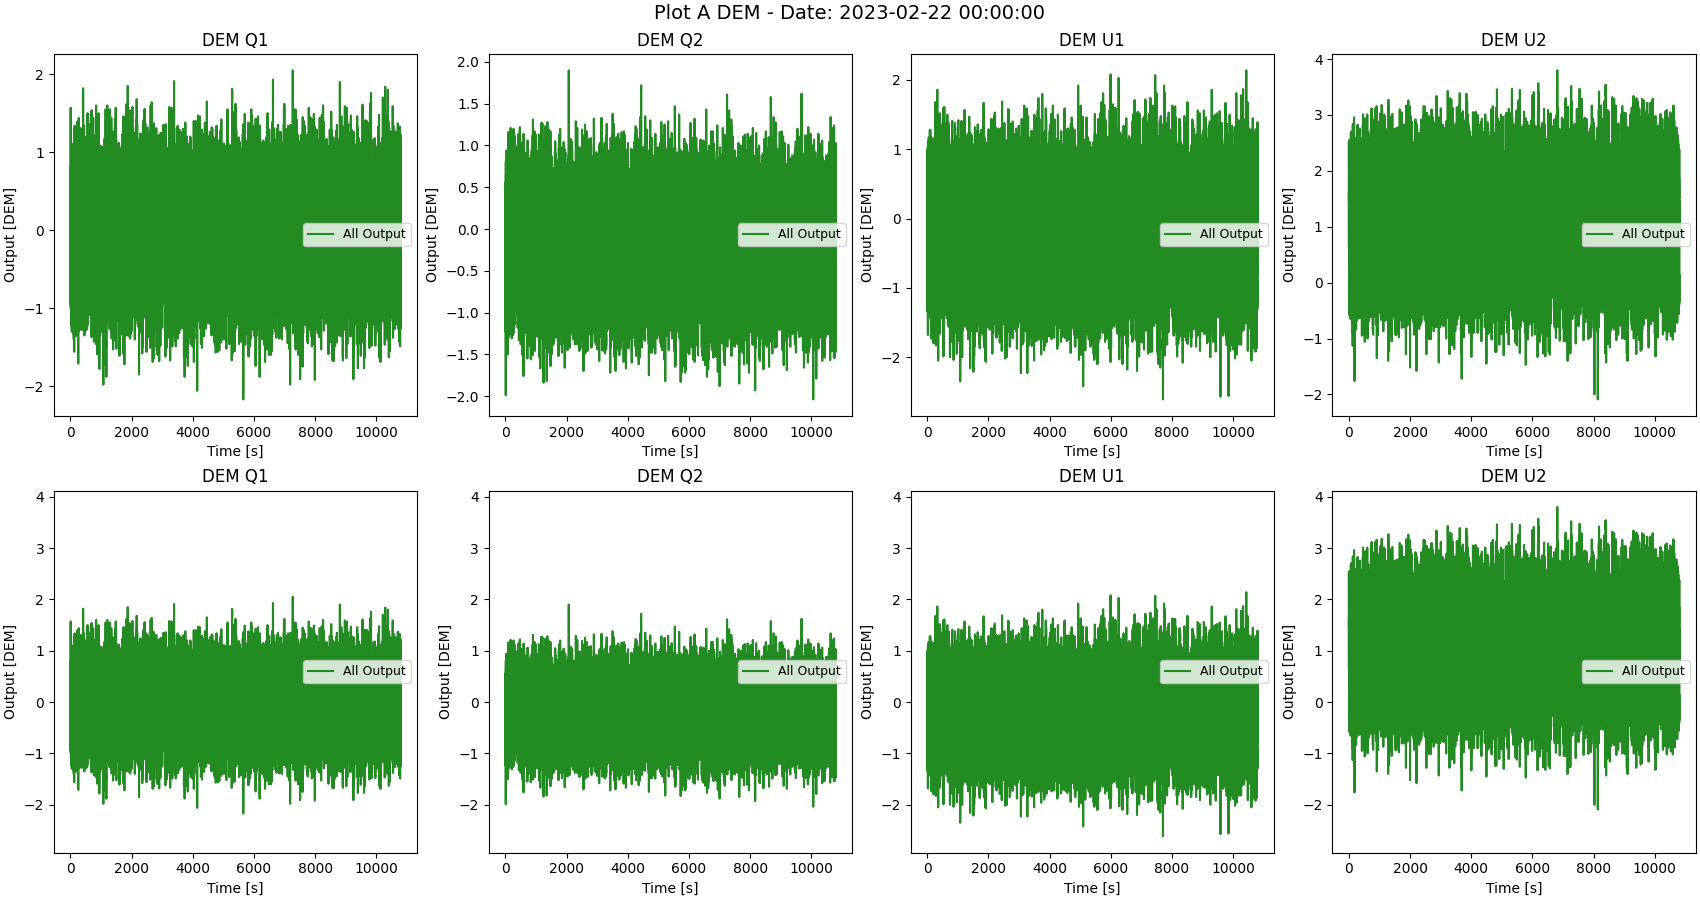 Plot A DEM - Date: 2023-02-22 00:00:00
DEM Q1
DEM Q2
DEM U1
DEM U2
Output [DEM]
2
1
0
−1
−2
All Output
0 2000 4000 6000 8000 10000
Time [s]
Output [DEM]
2.0
1.5
1.0
0.5
0.0
−0.5
−1.0
−1.5
−2.0
All Output
0 2000 4000 6000 8000 10000
Time [s]
Output [DEM]
2
1
0
−1
−2
All Output
0 2000 4000 6000 8000 10000
Time [s]
Output [DEM]
4
3
2
1
0
−1
−2
All Output
0 2000 4000 6000 8000 10000
Time [s]
DEM Q1
DEM Q2
DEM U1
DEM U2
Output [DEM]
4
3
2
1
0
−1
−2
All Output
0 2000 4000 6000 8000 10000
Time [s]
Output [DEM]
4
3
2
1
0
−1
−2
All Output
0 2000 4000 6000 8000 10000
Time [s]
Output [DEM]
4
3
2
1
0
−1
−2
All Output
0 2000 4000 6000 8000 10000
Time [s]
Output [DEM]
4
3
2
1
0
−1
−2
All Output
0 2000 4000 6000 8000 10000
Time [s]